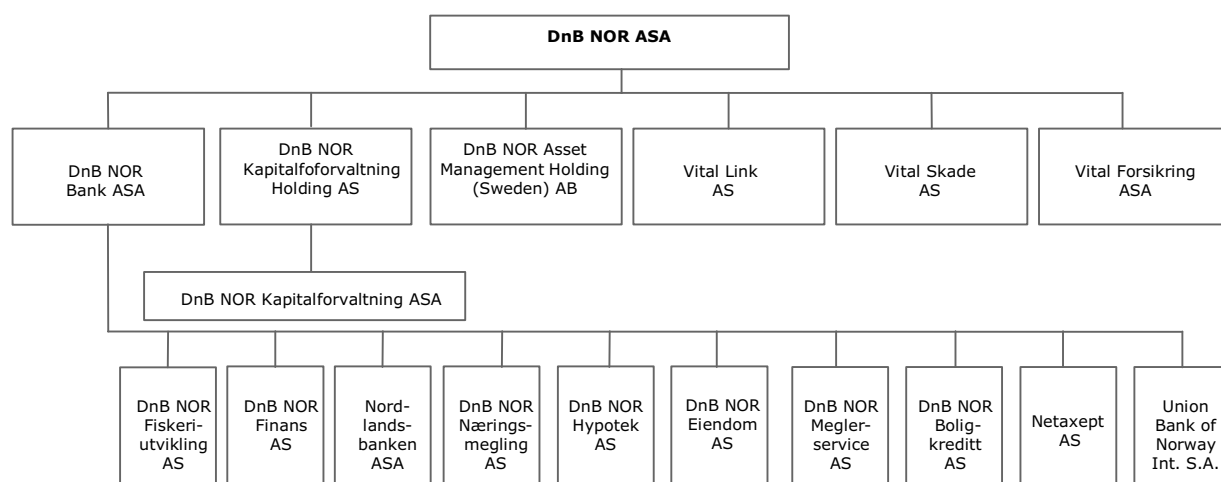 DnB NOR ASA
DnB NOR
Bank ASA
DnB NOR
Kapitalfoforvaltning
Holding AS
DnB NOR Asset
Management Holding
(Sweden) AB
Vital Link
AS
Vital Skade
AS
Vital Forsikring
ASA
DnB NOR Kapitalforvaltning ASA
DnB NOR
Fiskeri-
utvikling
AS
DnB NOR
Finans
AS
Nord-
lands-
banken
ASA
DnB NOR
Nærings-
megling
AS
DnB NOR
Hypotek
AS
DnB NOR
Eiendom
AS
DnB NOR
Megler-
service
AS
DnB NOR
Bolig-
kreditt
AS
Netaxept
AS
Union
Bank of
Norway
Int. S.A.